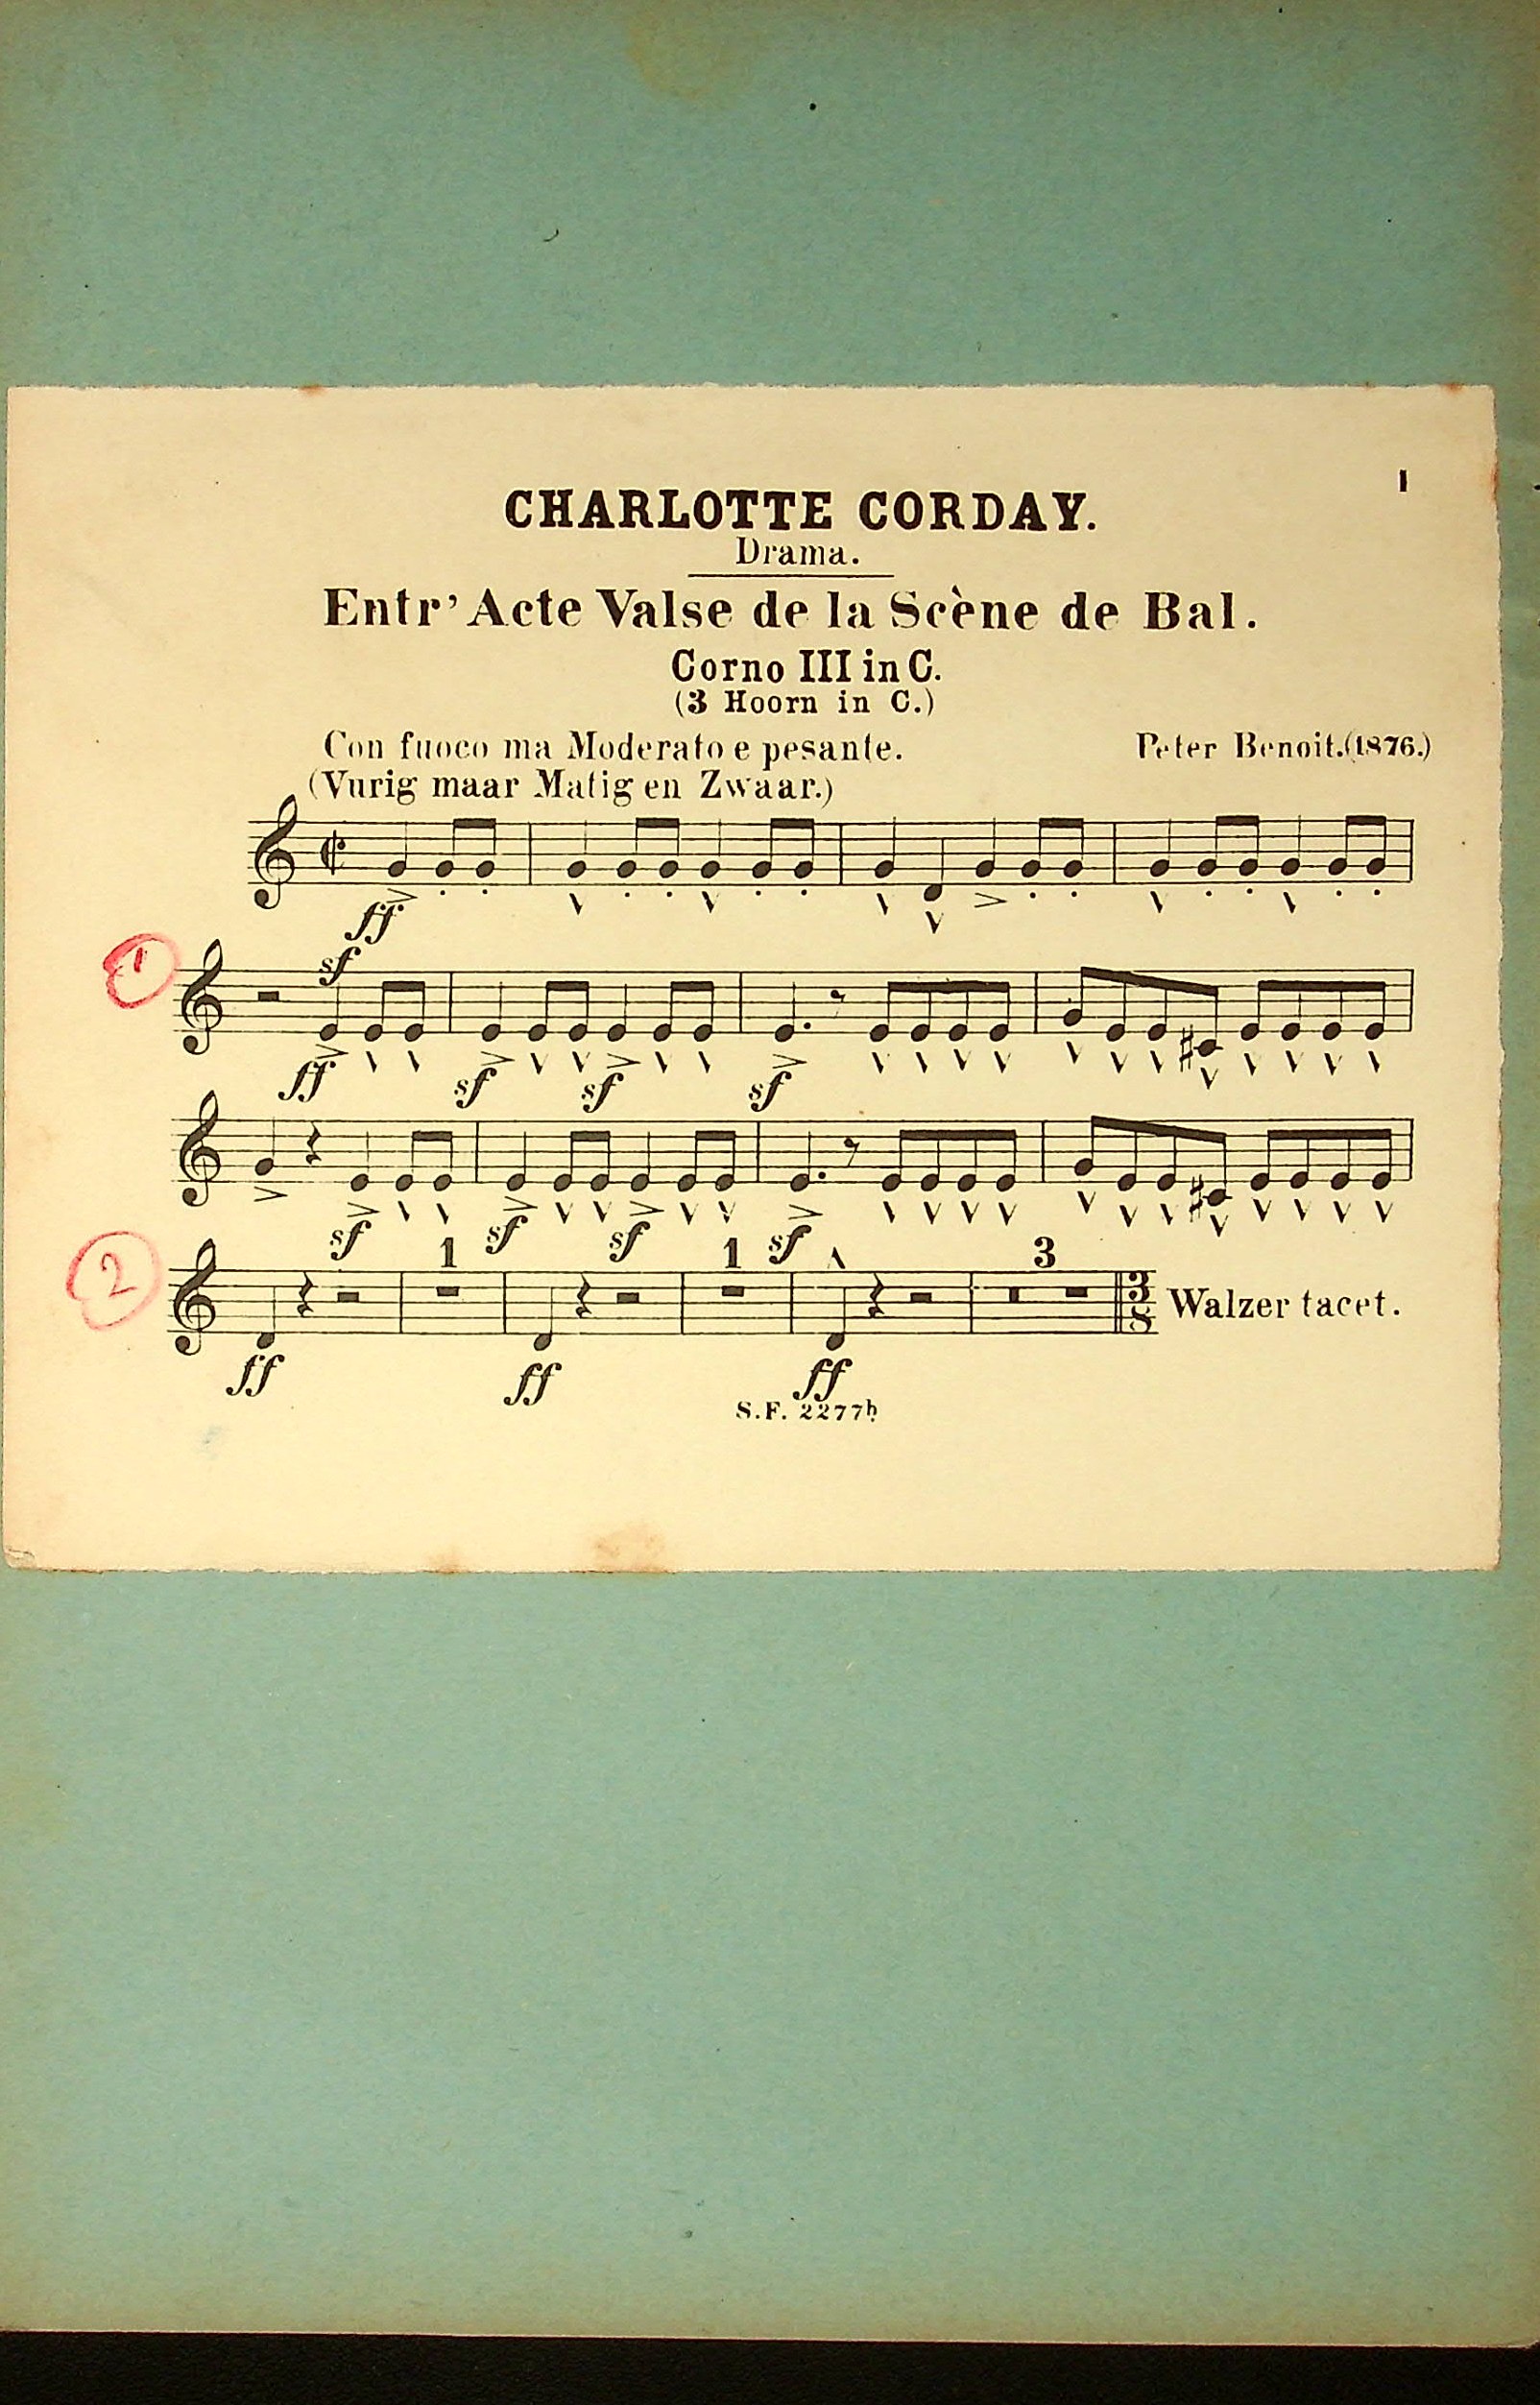 1
CHARLOTTE CORDAY.
Drama.
Entr' Acte Valse de la Scène de Bal.
Corno III in C.
(3 Hoorn in C.)
Con fuoco ma Moderato e pesante.
Peter Benoit.(1876.)
(Vurig maar Matig en Zwaar.)
ff
1
sf
ff sf sf sf
sf sf sf sf
2
1 1 3
3
8
Walzer tacet.
ff ff ff
S.F. 2277b